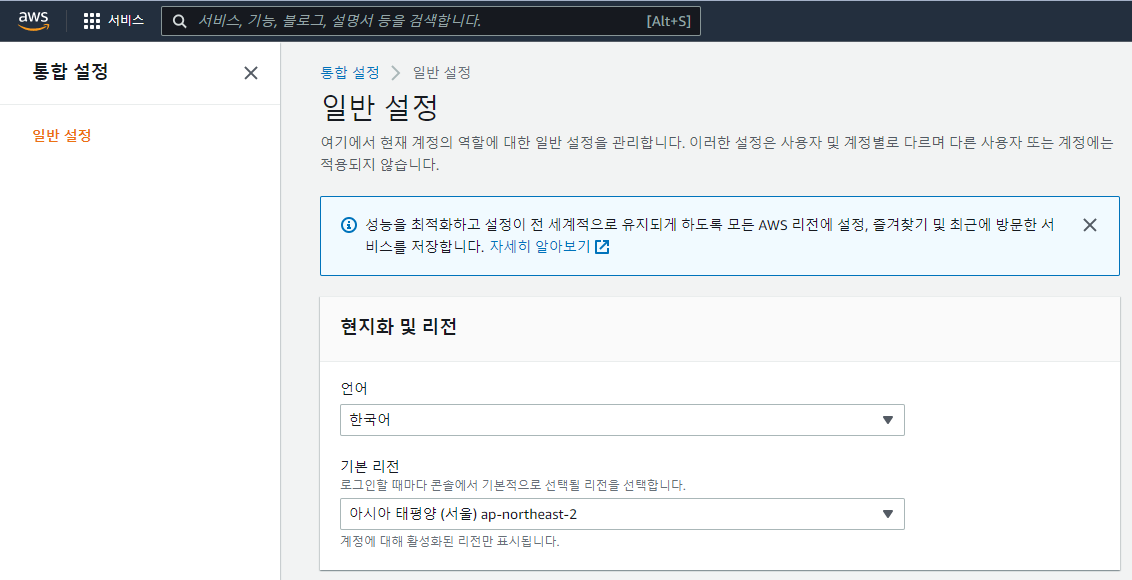 aws
서비스
서비스, 기능, 블로그, 설명서 등을 검색합니다.
[Alt+S]
통합 설정
일반 설정
통합 설정
일반 설정
일반 설정
여기에서 현재 계정의 역할에 대한 일반 설정을 관리합니다. 이러한 설정은 사용자 및 계정별로 다르며 다른 사용자 또는 계정에는
적용되지 않습니다.
성능을 최적화하고 설정이 전 세계적으로 유지되게 하도록 모든 AWS 리전에 설정, 즐겨찾기 및 최근에 방문한 서
비스를 저장합니다. 자세히 알아보기
현지화 및 리전
언어
한국어
기본 리전
로그인할 때마다 콘솔에서 기본적으로 선택될 리전을 선택합니다.
아시아 태평양 (서울) ap-northeast-2
계정에 대해 활성화된 리전만 표시됩니다.